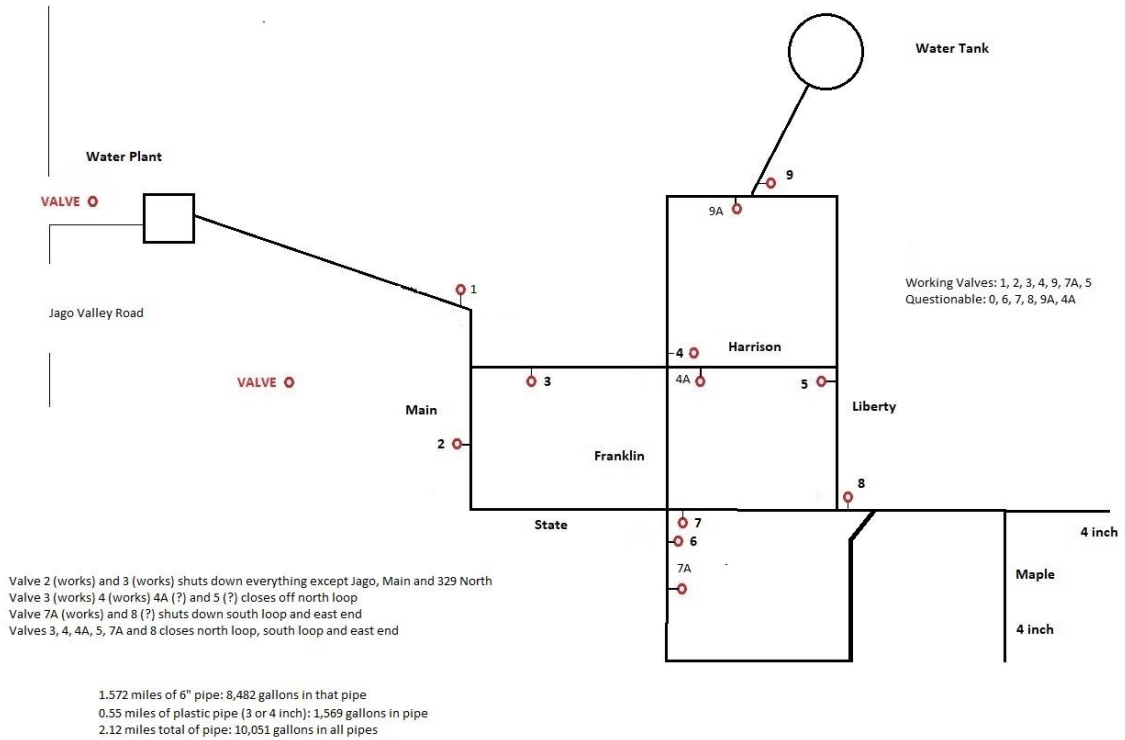 Water Tank
Water Plant
9
VALVE
9A
1
Working Valves: 1, 2, 3, 4, 9, 7A, 5
Questionable: 0, 6, 7, 8, 9A, 4A
Jago Valley Road
4
Harrison
VALVE
3
4A
5
Main
Liberty
2
Franklin
8
State
7
4 inch
6
7A
Maple
Valve 2 (works) and 3 (works) shuts down everything except Jago, Main and 329 North
Valve 3 (works) 4 (works) 4A (?) and 5 (?) closes off north loop
Valve 7A (works) and 8 (?) shuts down south loop and east end
Valves 3, 4, 4A, 5, 7A and 8 closes north loop, south loop and east end
4 inch
1.572 miles of 6" pipe: 8,482 gallons in that pipe
0.55 miles of plastic pipe (3 or 4 inch): 1,569 gallons in pipe
2.12 miles total of pipe: 10,051 gallons in all pipes